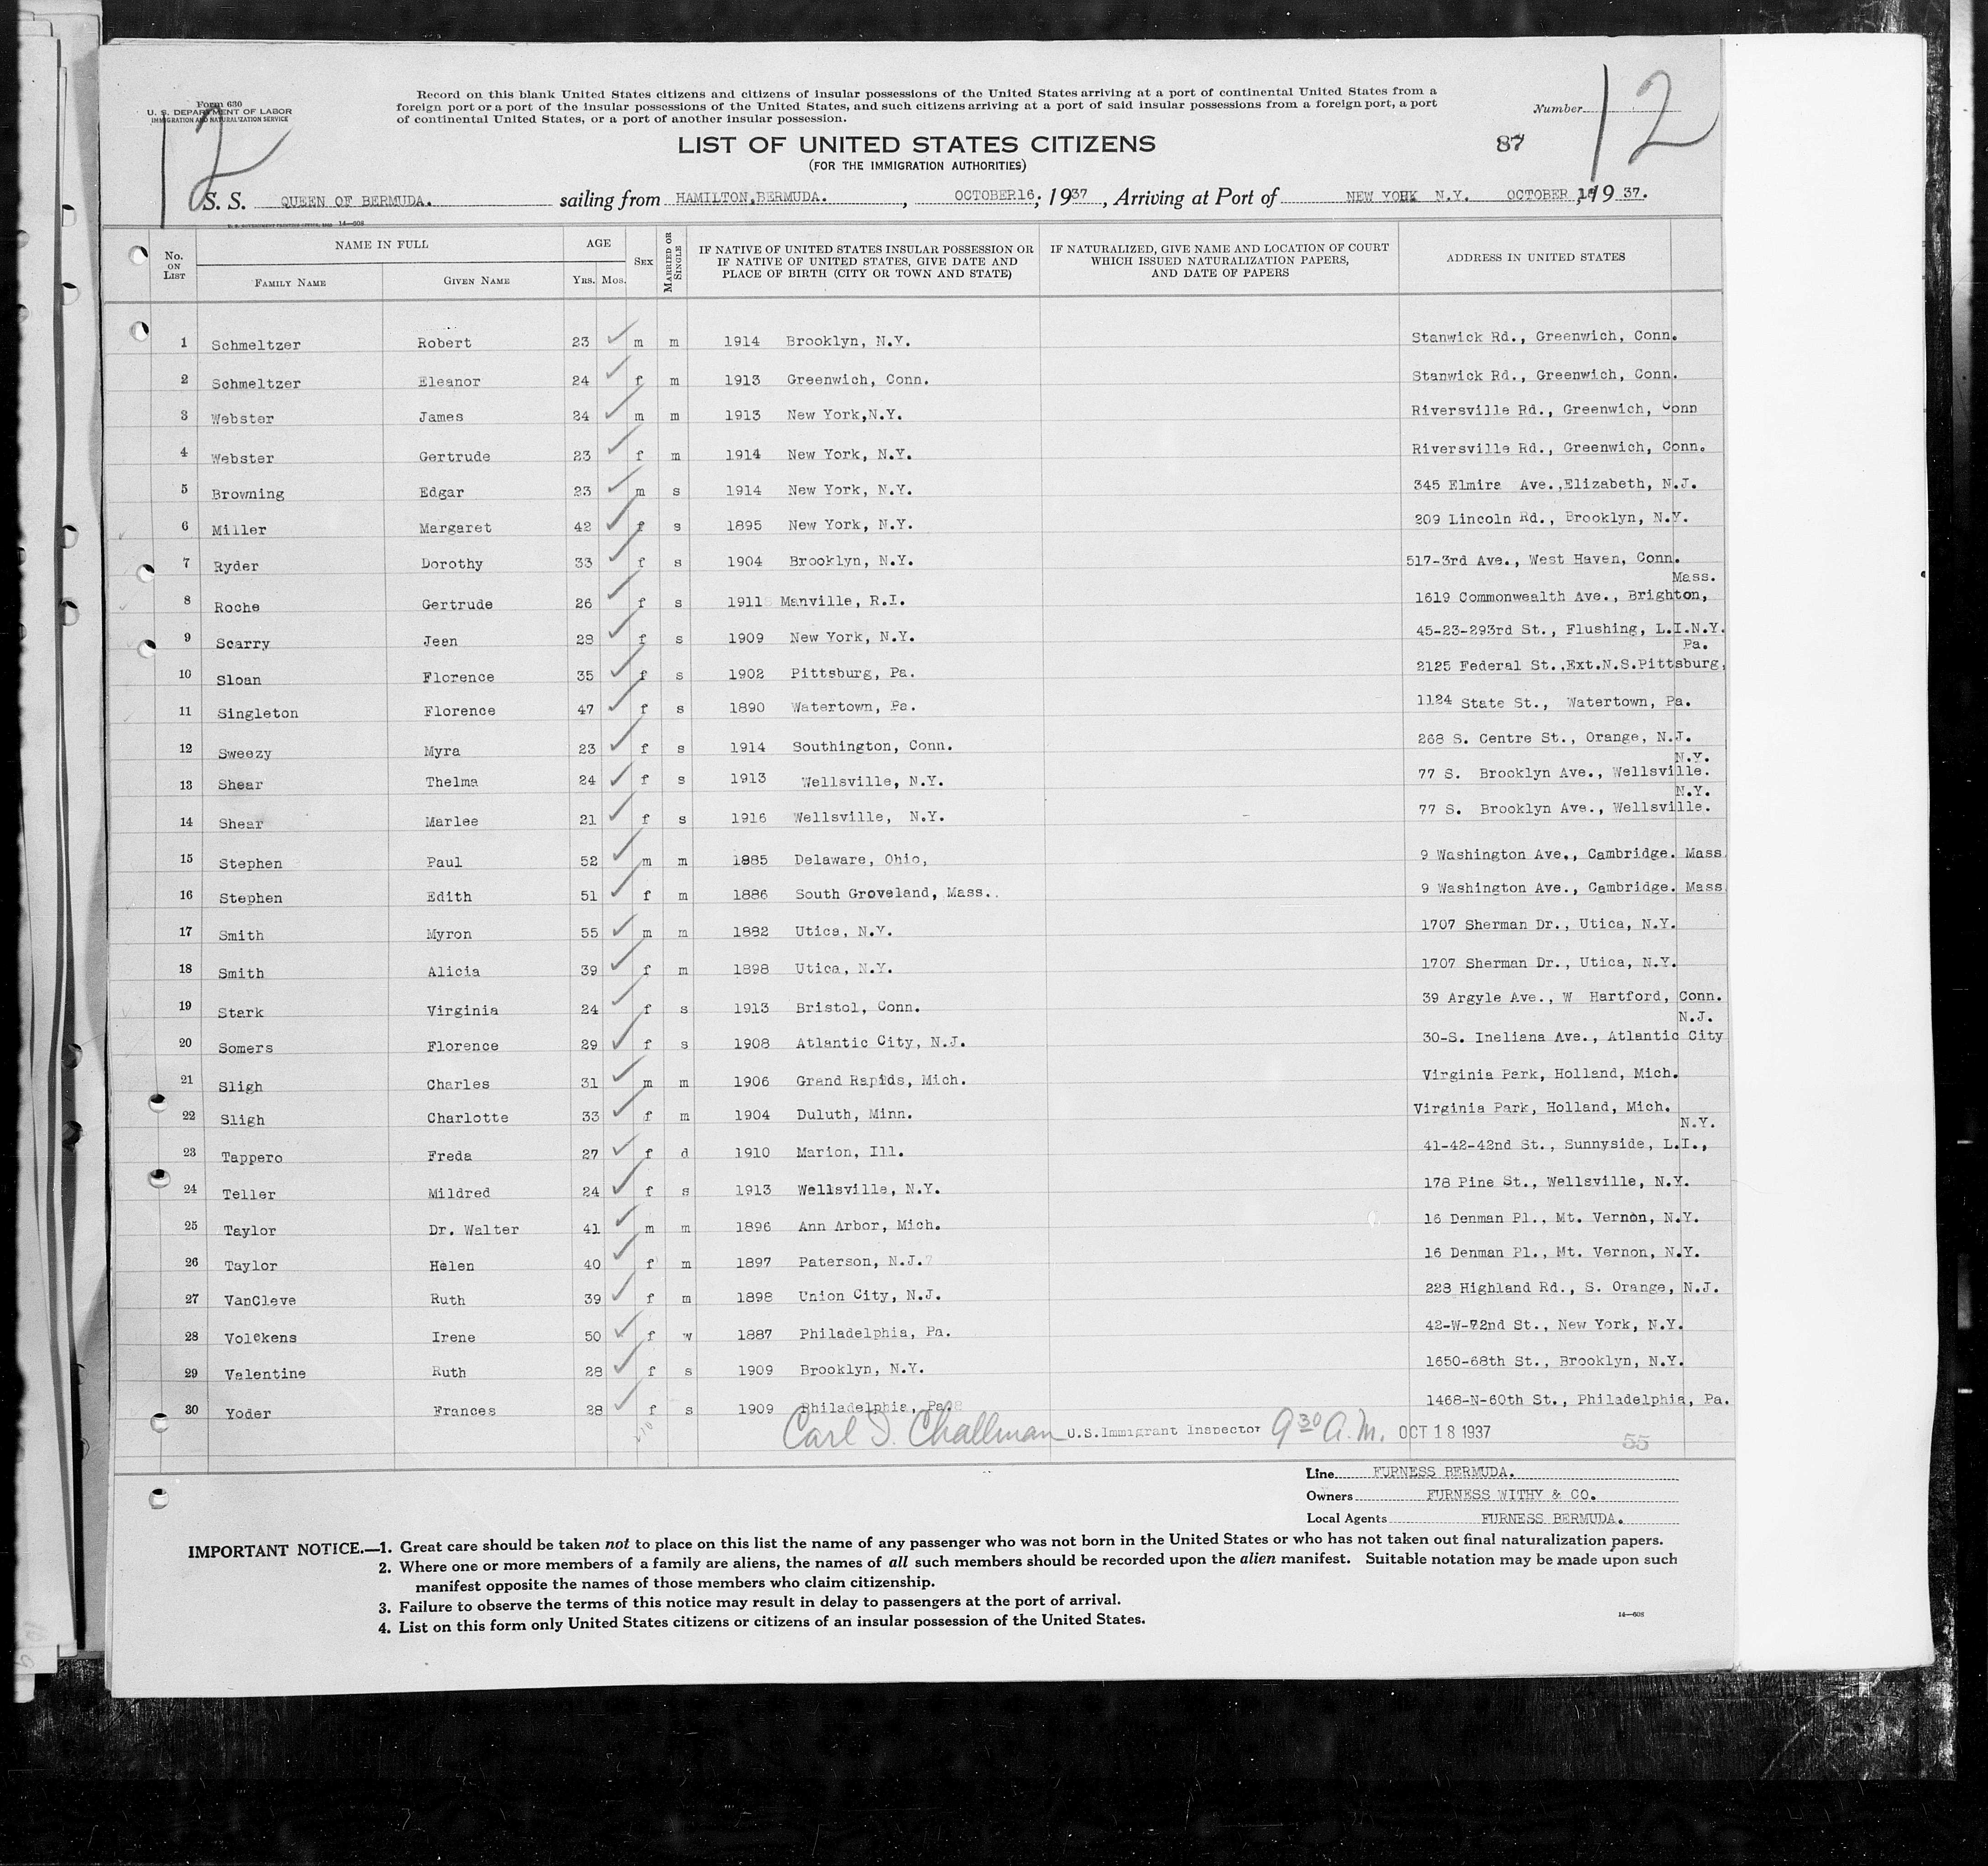 Form 630
U. S. DEPARTMENT OF LABOR
IMMIGRATION AND NATURALIZATION SERVICE
12
Record on this blank United States citizens and citizens of insular possessions of the United States arriving at a port of continental United States from a
foreign port or a port of the insular possessions of the United States, and such citizens arriving at a port of said insular possessions from a foreign port, a port
of continental United States, or a port of another insular possession.
Number 12
LIST OF UNITED STATES CITIZENS
87
(FOR THE IMMIGRATION AUTHORITIES)
S. S. QUEEN OF BERMUDA. sailing from HAMILTON,BERMUDA. , OCTOBER16; 1937 , Arriving at Port of NEW YORK N.Y. OCTOBER , 1937.
14—608
No. ON LIST
NAME IN FULL
FAMILY NAME
GIVEN NAME
AGE
YRS. MOS.
SEX
MARRIED OR SINGLE
IF NATIVE OF UNITED STATES INSULAR POSSESSION OR
IF NATIVE OF UNITED STATES, GIVE DATE AND
PLACE OF BIRTH (CITY OR TOWN AND STATE)
IF NATURALIZED, GIVE NAME AND LOCATION OF COURT
WHICH ISSUED NATURALIZATION PAPERS,
AND DATE OF PAPERS
ADDRESS IN UNITED STATES
1 Schmeltzer Robert 23 m m 1914 Brooklyn, N.Y. Stanwick Rd., Greenwich, Conn.
2 Schmeltzer Eleanor 24 f m 1913 Greenwich, Conn. Stanwick Rd., Greenwich, Conn.
3 Webster James 24 m m 1913 New York,N.Y. Riversville Rd., Greenwich, Conn
4 Webster Gertrude 23 f m 1914 New York, N.Y. Riversville Rd., Greenwich, Conn.
5 Browning Edgar 23 m s 1914 New York, N.Y. 345 Elmira Ave.,Elizabeth, N.J.
6 Miller Margaret 42 f s 1895 New York, N.Y. 209 Lincoln Rd., Brooklyn, N.Y.
7 Ryder Dorothy 33 f s 1904 Brooklyn, N.Y. 517-3rd Ave., West Haven, Conn.
Mass.
8 Roche Gertrude 26 f s 1911 Manville, R.I. 1619 Commonwealth Ave., Brighton,
9 Scarry Jeen 28 f s 1909 New York, N.Y. 45-23-293rd St., Flushing, L.I.N.Y.
Pa.
10 Sloan Florence 35 f s 1902 Pittsburg, Pa. 2125 Federal St.,Ext.N.S.Pittsburg,
11 Singleton Florence 47 f s 1890 Watertown, Pa. 1124 State St., Watertown, Pa.
12 Sweezy Myra 23 f s 1914 Southington, Conn. 268 S. Centre St., Orange, N.J.
N.Y.
13 Shear Thelma 24 f s 1913 Wellsville, N.Y. 77 S. Brooklyn Ave., Wellsville.
N.Y.
14 Shear Marlee 21 f s 1916 Wellsville, N.Y. 77 S. Brooklyn Ave., Wellsville.
15 Stephen Paul 52 m m 1885 Delaware, Ohio, 9 Washington Ave., Cambridge. Mass
16 Stephen Edith 51 f m 1886 South Groveland, Mass.. 9 Washington Ave., Cambridge. Mass
17 Smith Myron 55 m m 1882 Utica, N.Y. 1707 Sherman Dr., Utica, N.Y.
18 Smith Alicia 39 f m 1898 Utica, N.Y. 1707 Sherman Dr., Utica, N.Y.
19 Stark Virginia 24 f s 1913 Bristol, Conn. 39 Argyle Ave., W Hartford, Conn.
N.J.
20 Somers Florence 29 f s 1908 Atlantic City, N.J. 30-S. Ineliana Ave., Atlantic City
21 Sligh Charles 31 m m 1906 Grand Rapids, Mich. Virginia Park, Holland, Mich.
22 Sligh Charlotte 33 f m 1904 Duluth, Minn. Virginia Park, Holland, Mich.
N.Y.
23 Tappero Freda 27 f d 1910 Marion, Ill. 41-42-42nd St., Sunnyside, L.I.,
24 Teller Mildred 24 f s 1913 Wellsville, N.Y. 178 Pine St., Wellsville, N.Y.
25 Taylor Dr. Walter 41 m m 1896 Ann Arbor, Mich. 16 Denman Pl., Mt. Vernon, N.Y.
26 Taylor Helen 40 f m 1897 Paterson, N.J. 16 Denman Pl., Mt. Vernon, N.Y.
27 VanCleve Ruth 39 f m 1898 Union City, N.J. 228 Highland Rd., S. Orange, N.J.
28 Volekens Irene 50 f w 1887 Philadelphia, Pa. 42-W-72nd St., New York, N.Y.
29 Valentine Ruth 28 f s 1909 Brooklyn, N.Y. 1650-68th St., Brooklyn, N.Y.
30 Yoder Frances 28 f s 1909 Philadelphia, Pa. 1468-N-60th St., Philadelphia, Pa.
Carl I. Challman U.S.Immigrant Inspector 9 30 A.M. OCT 18 1937
55
Line FURNESS BERMUDA.
Owners FURNESS WITHY & CO.
Local Agents FURNESS BERMUDA.
IMPORTANT NOTICE.—1. Great care should be taken not to place on this list the name of any passenger who was not born in the United States or who has not taken out final naturalization papers.
2. Where one or more members of a family are aliens, the names of all such members should be recorded upon the alien manifest. Suitable notation may be made upon such
manifest opposite the names of those members who claim citizenship.
3. Failure to observe the terms of this notice may result in delay to passengers at the port of arrival.
4. List on this form only United States citizens or citizens of an insular possession of the United States.
14—608